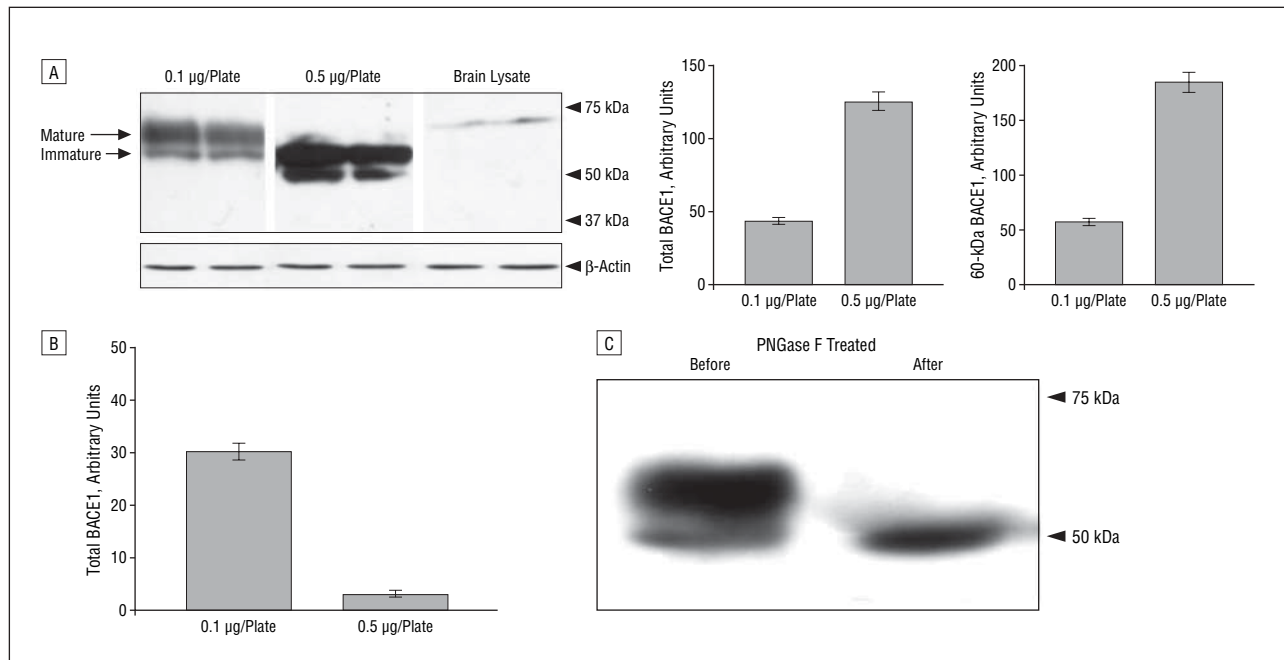 A
0.1 μg/Plate 0.5 μg/Plate Brain Lysate
75 kDa
Mature
Immature
50 kDa
37 kDa
β-Actin
Total BACE1, Arbitrary Units
150
100
50
0
0.1 μg/Plate 0.5 μg/Plate
60-kDa BACE1, Arbitrary Units
200
150
100
50
0
0.1 μg/Plate 0.5 μg/Plate
B
Total BACE1, Arbitrary Units
50
40
30
20
10
0
0.1 μg/Plate 0.5 μg/Plate
C
PNGase F Treated
Before After
75 kDa
50 kDa